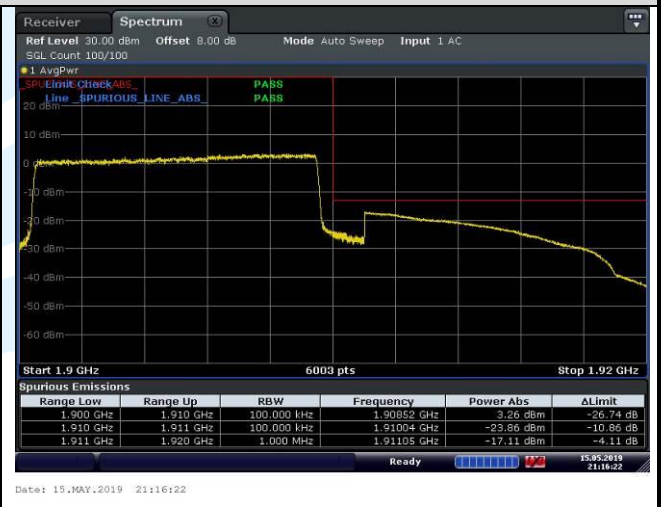 Receiver Spectrum
Ref Level 30.00 dBm Offset 8.00 dB Mode Auto Sweep Input 1 AC
SGL Count 100/100
1 AvgPwr
Limit Check PASS
Line _SPURIOUS_LINE_ABS_ PASS
20 dBm
10 dBm
0 dBm
-10 dBm
-20 dBm
-30 dBm
-40 dBm
-50 dBm
-60 dBm
Start 1.9 GHz 6003 pts Stop 1.92 GHz
Spurious Emissions
Range Low Range Up RBW Frequency Power Abs ΔLimit
1.900 GHz 1.910 GHz 100.000 kHz 1.90852 GHz 3.26 dBm -26.74 dB
1.910 GHz 1.911 GHz 100.000 kHz 1.91004 GHz -23.86 dBm -10.86 dB
1.911 GHz 1.920 GHz 1.000 MHz 1.91105 GHz -17.11 dBm -4.11 dB
Ready 15.05.2019
21:16:22
Date: 15.MAY.2019 21:16:22